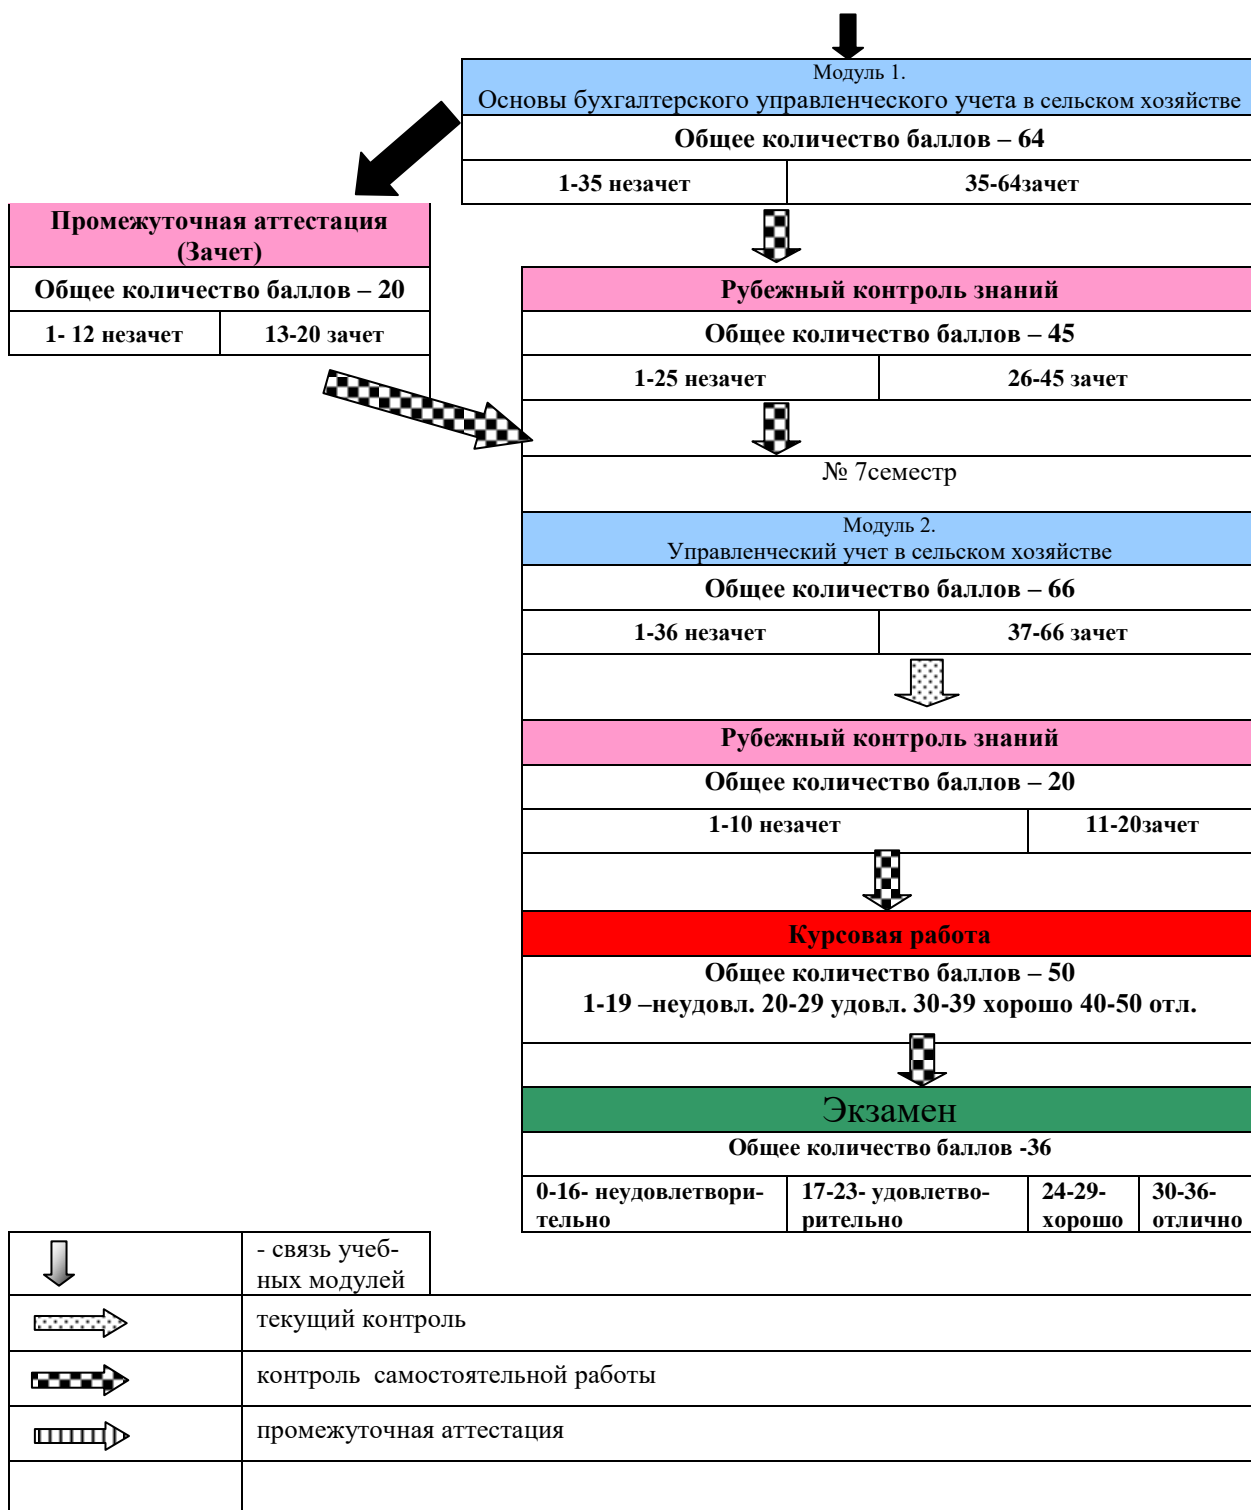 Модуль 1.
Основы бухгалтерского управленческого учета в сельском хозяйстве
Общее количество баллов – 64
1-35 незачет
35-64зачет
Промежуточная аттестация
(Зачет)
Общее количество баллов – 20
1- 12 незачет
13-20 зачет
Рубежный контроль знаний
Общее количество баллов – 45
1-25 незачет
26-45 зачет
№ 7семестр
Модуль 2.
Управленческий учет в сельском хозяйстве
Общее количество баллов – 66
1-36 незачет
37-66 зачет
Рубежный контроль знаний
Общее количество баллов – 20
1-10 незачет
11-20зачет
Курсовая работа
Общее количество баллов – 50
1-19 –неудовл. 20-29 удовл. 30-39 хорошо 40-50 отл.
Экзамен
Общее количество баллов -36
0-16- неудовлетвори-
тельно
17-23- удовлетво-
рительно
24-29-
хорошо
30-36-
отлично
- связь учеб-
ных модулей
текущий контроль
контроль  самостоятельной работы
промежуточная аттестация